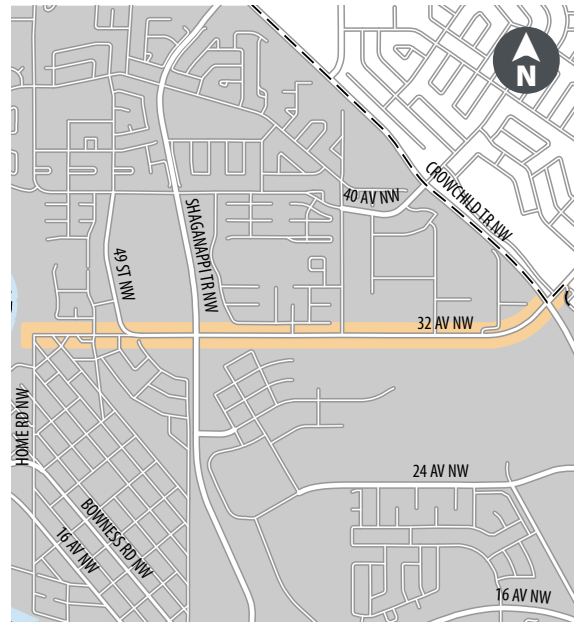 N
CROWCHILD TR NW
40 AV NW
SHAGANAPPI TR NW
49 ST NW
32 AV NW
HOME RD NW
24 AV NW
BOWNESS RD NW
16 AV NW
16 AV NW